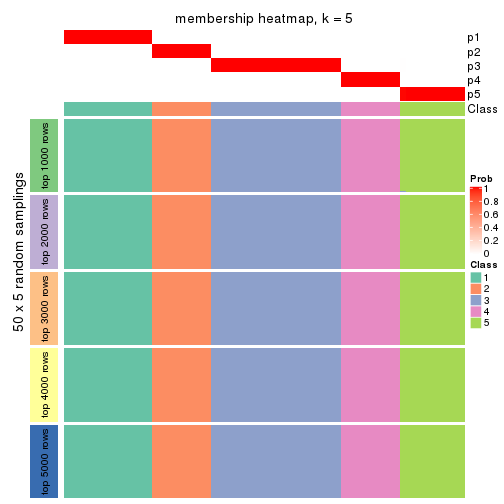 membership heatmap, k = 5
p1
p2
p3
p4
p5
Class
50 x 5 random samplings
top 1000 rows
top 2000 rows
top 3000 rows
top 4000 rows
top 5000 rows
Prob
1
0.8
0.6
0.4
0.2
0
Class
1
2
3
4
5